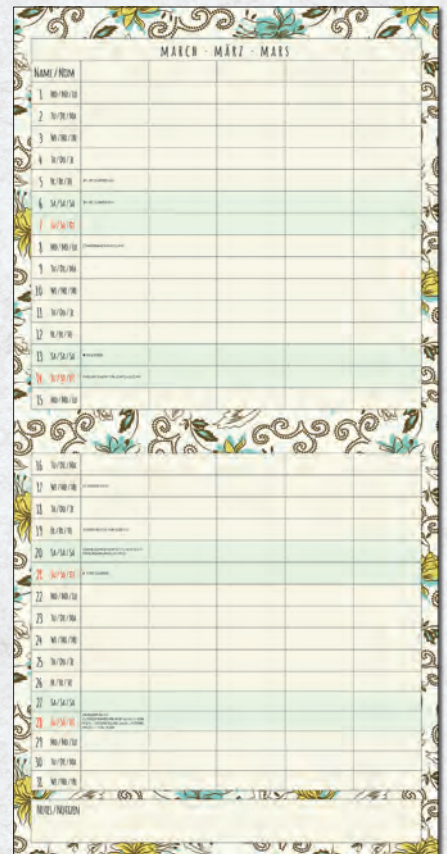 MARCH · MÄRZ · MARS
NAME / NOM
1 MO/MO/LU
2 TU/DI/MA
3 WE/MI/ME
4 TH/DO/JE
5 FR/FR/VE
6 SA/SA/SA
7 SU/SO/DI
8 MO/MO/LU
9 TU/DI/MA
10 WE/MI/ME
11 TH/DO/JE
12 FR/FR/VE
13 SA/SA/SA
14 SU/SO/DI
15 MO/MO/LU
16 TU/DI/MA
17 WE/MI/ME
18 TH/DO/JE
19 FR/FR/VE
20 SA/SA/SA
21 SU/SO/DI
22 MO/MO/LU
23 TU/DI/MA
24 WE/MI/ME
25 TH/DO/JE
26 FR/FR/VE
27 SA/SA/SA
28 SU/SO/DI
29 MO/MO/LU
30 TU/DI/MA
31 WE/MI/ME
NOTES/NOTIZEN